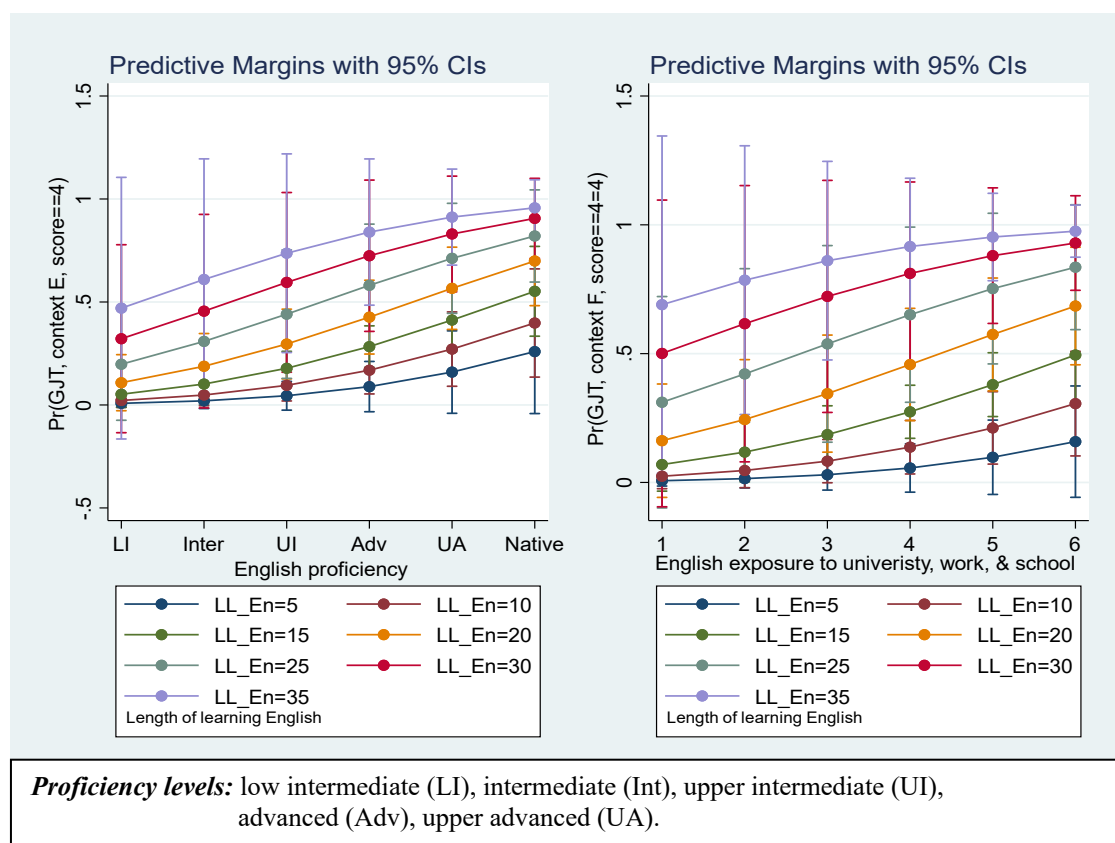 Predictive Margins with 95% CIs
Pr(GJT, context E, score==4)
1.5
1
.5
0
-.5
LI Inter UI Adv UA Native
English proficiency
LL_En=5 LL_En=10
LL_En=15 LL_En=20
LL_En=25 LL_En=30
LL_En=35
Length of learning English
Predictive Margins with 95% CIs
Pr(GJT, context F, score==4=4)
1.5
1
.5
0
1 2 3 4 5 6
English exposure to univeristy, work, & school
LL_En=5 LL_En=10
LL_En=15 LL_En=20
LL_En=25 LL_En=30
LL_En=35
Length of learning English
Proficiency levels: low intermediate (LI), intermediate (Int), upper intermediate (UI),
advanced (Adv), upper advanced (UA).